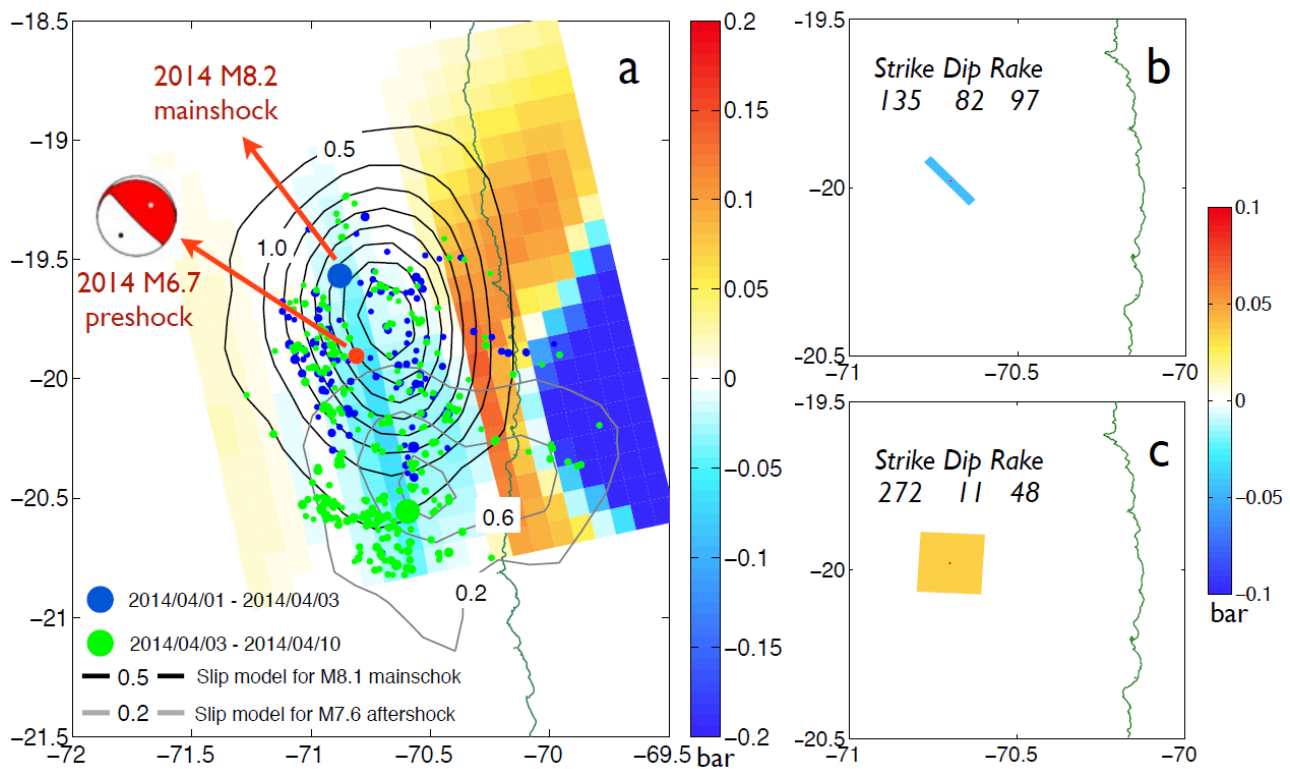 a
2014 M8.2
mainshock
2014 M6.7
preshock
0.5
1.0
0.6
0.2
2014/04/01 - 2014/04/03
2014/04/03 - 2014/04/10
0.5 Slip model for M8.1 mainschok
0.2 Slip model for M7.6 aftershock
−18.5
−19
−19.5
−20
−20.5
−21
−21.5
−72
−71.5
−71
−70.5
−70
−69.5
0.2
0.15
0.1
0.05
0
−0.05
−0.1
−0.15
−0.2
bar
b
Strike Dip Rake
135 82 97
−19.5
−20
−20.5
−71
−70.5
−70
c
Strike Dip Rake
272 11 48
−19.5
−20
−20.5
−71
−70.5
−70
0.1
0.05
0
−0.05
−0.1
bar